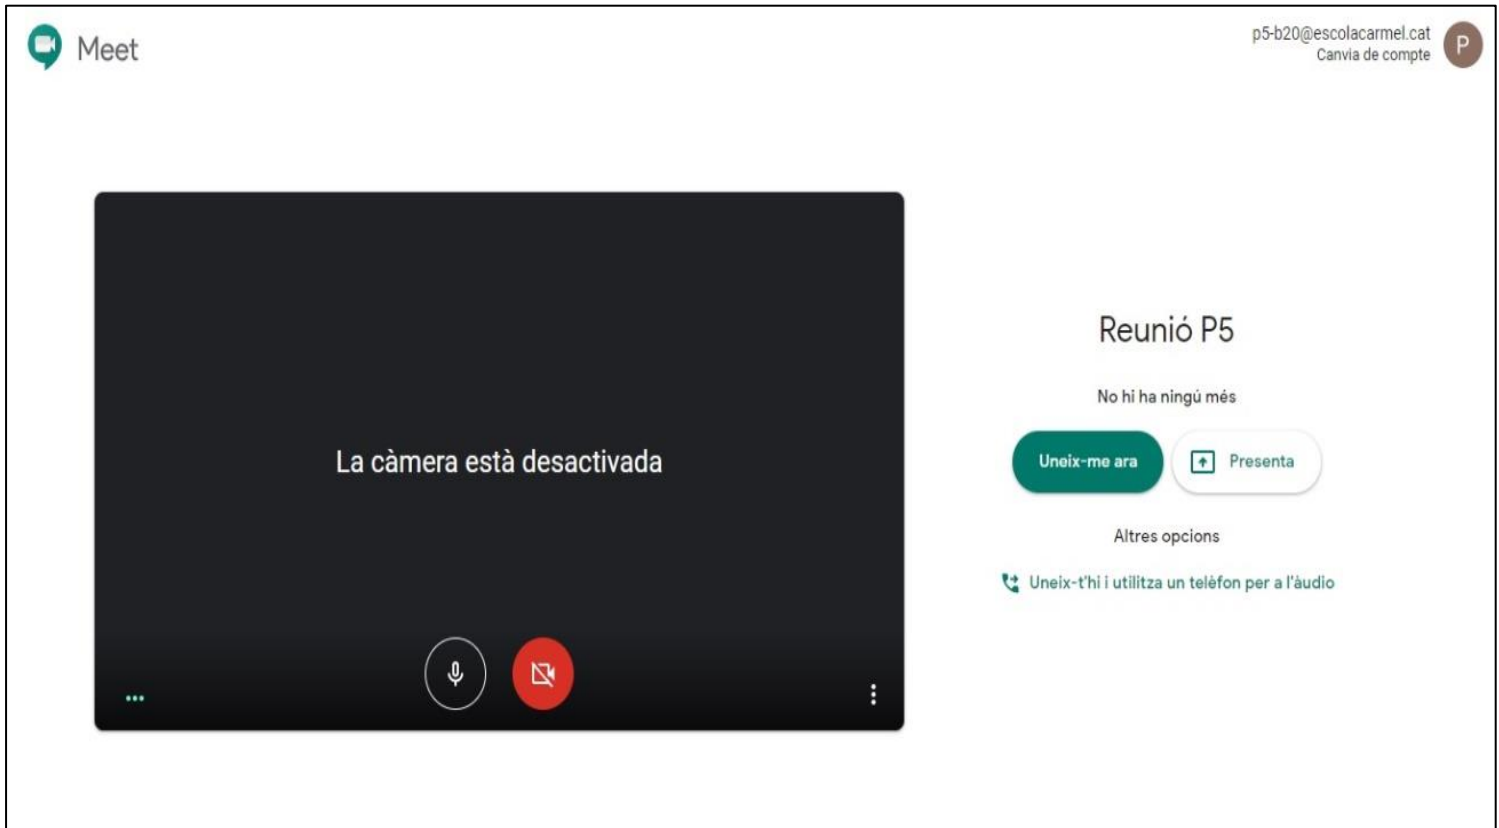 Meet
p5-b20@escolacarmel.cat
Canvia de compte
P
La càmera està desactivada
Reunió P5
No hi ha ningú més
Uneix-me ara
Presenta
Altres opcions
Uneix-t'hi i utilitza un telèfon per a l'àudio